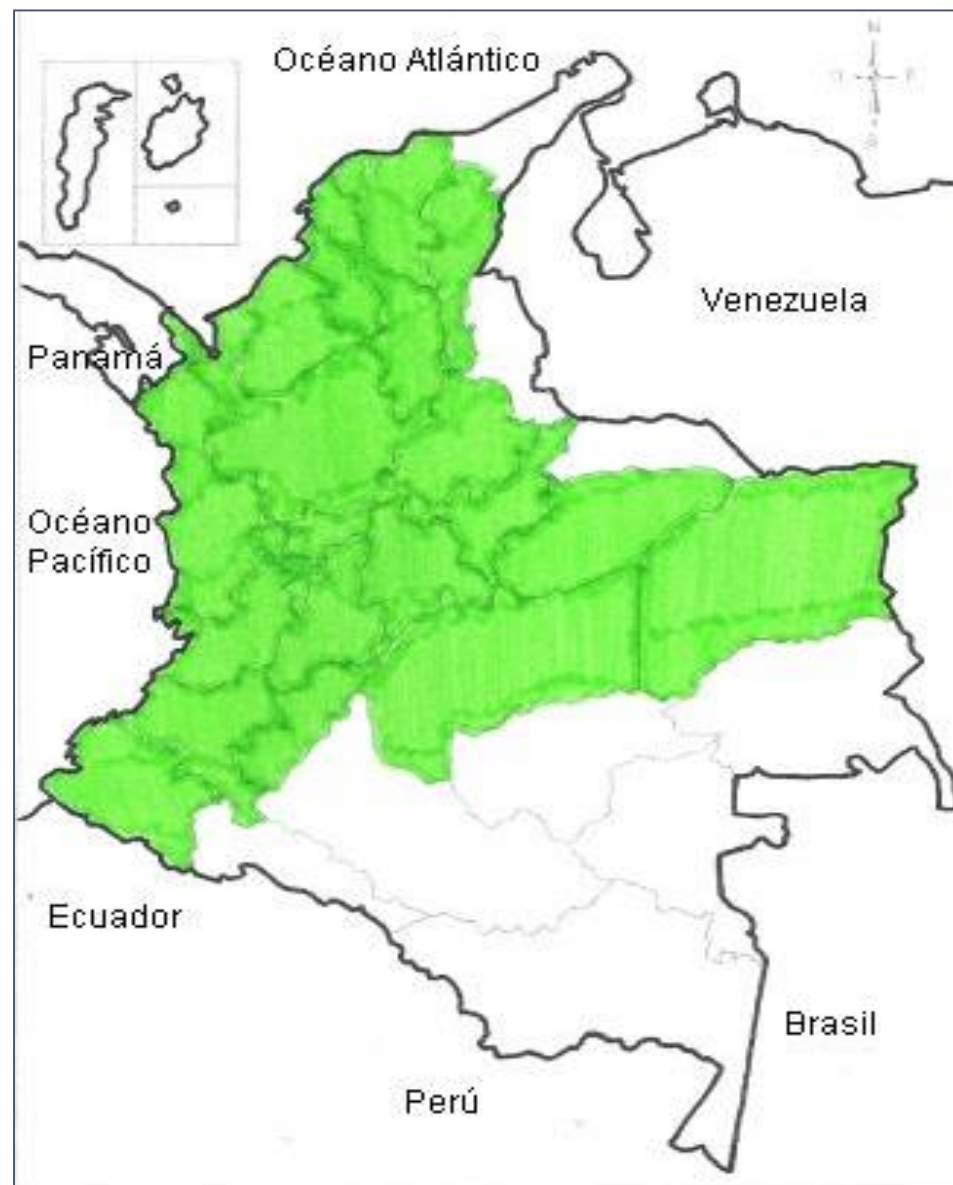 Océano Atlántico
Venezuela
Panamá
Océano
Pacífico
Ecuador
Brasil
Perú